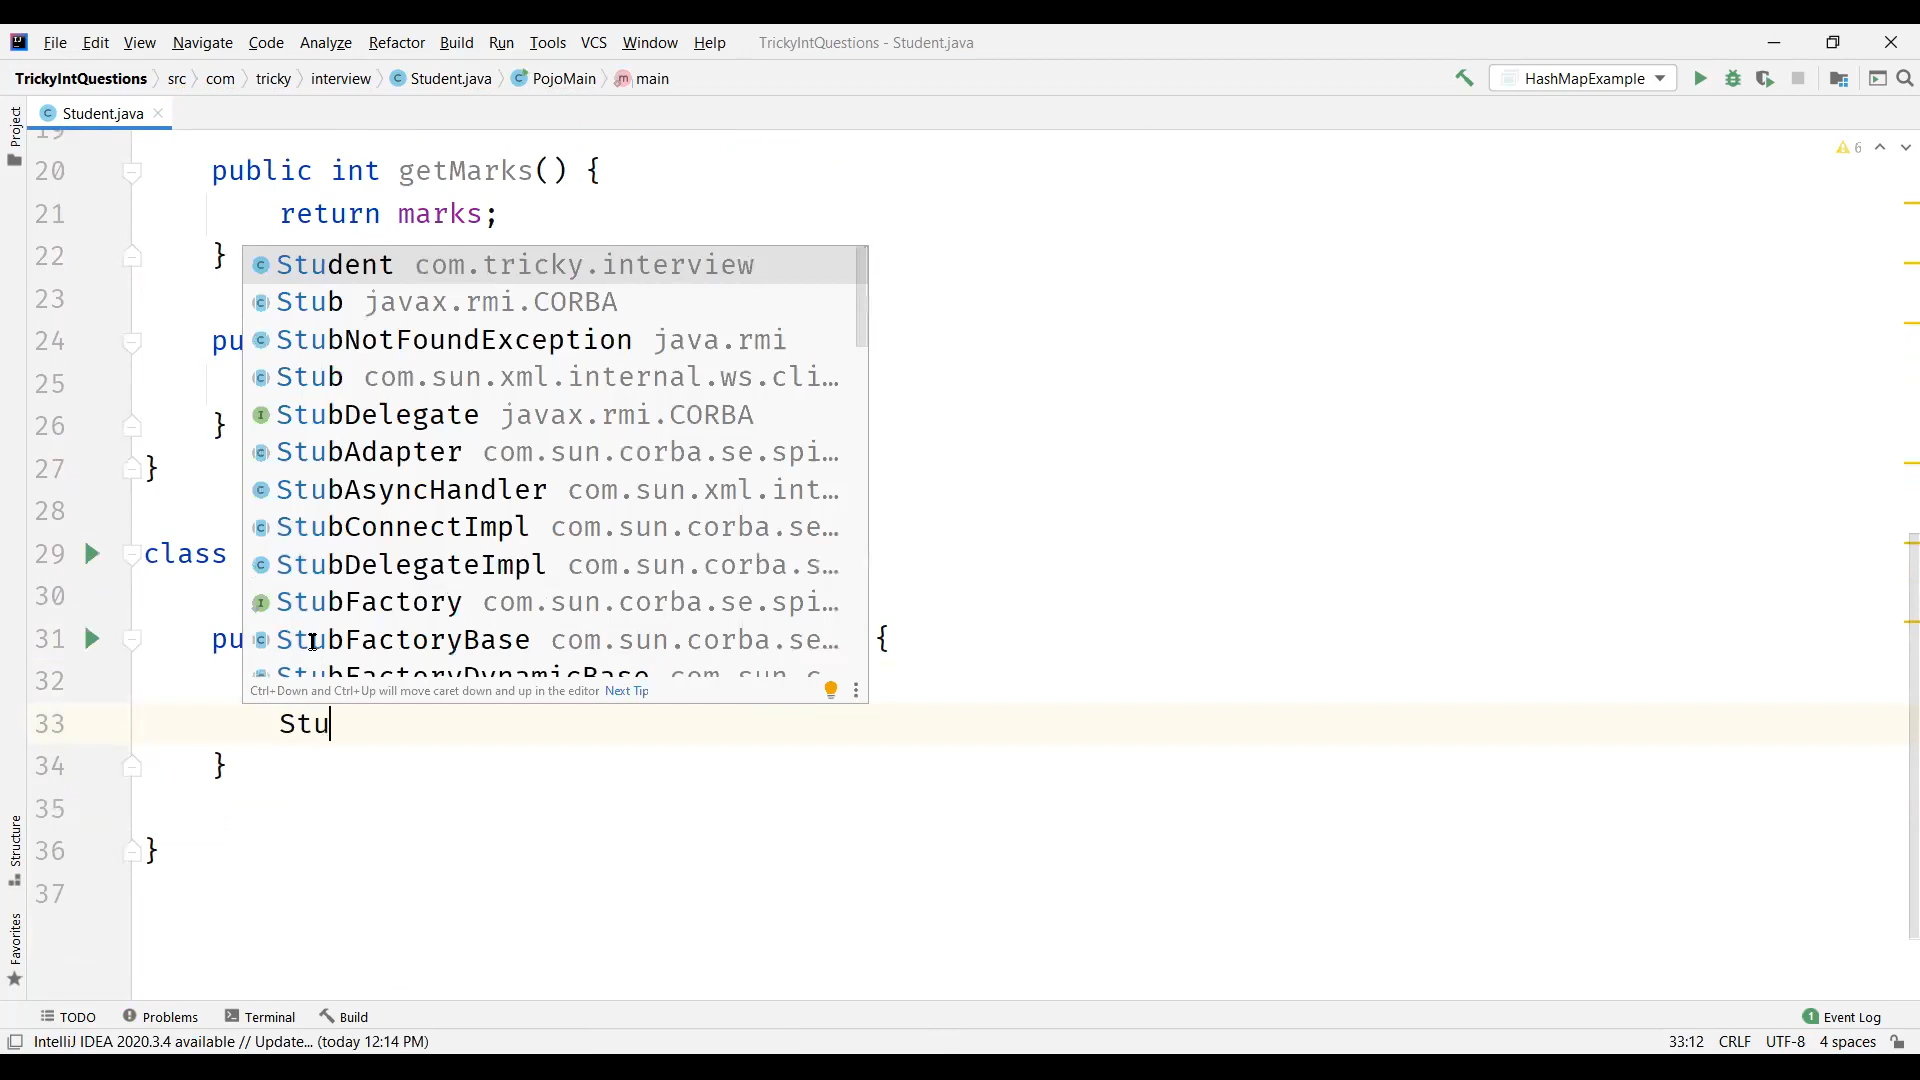 File Edit View Navigate Code Analyze Refactor Build Run Tools VCS Window Help TrickyIntQuestions - Student.java
TrickyIntQuestions src com tricky interview Student.java PojoMain main HashMapExample
Project
Student.java
19
6
20 public int getMarks() {
21 return marks;
22 }
Student com.tricky.interview
23
Stub javax.rmi.CORBA
24 pu
StubNotFoundException java.rmi
25
Stub com.sun.xml.internal.ws.cli…
26 }
StubDelegate javax.rmi.CORBA
StubAdapter com.sun.corba.se.spi…
27 }
StubAsyncHandler com.sun.xml.int…
28
StubConnectImpl com.sun.corba.se…
29 class
StubDelegateImpl com.sun.corba.s…
30
StubFactory com.sun.corba.se.spi…
31 pu {
StubFactoryBase com.sun.corba.se…
32
StubFactoryDynamicBase com.sun.c
Ctrl+Down and Ctrl+Up will move caret down and up in the editor Next Tip
33 Stu
34 }
35
36 }
37
Structure
Favorites
TODO Problems Terminal Build 1 Event Log
IntelliJ IDEA 2020.3.4 available // Update... (today 12:14 PM) 33:12 CRLF UTF-8 4 spaces